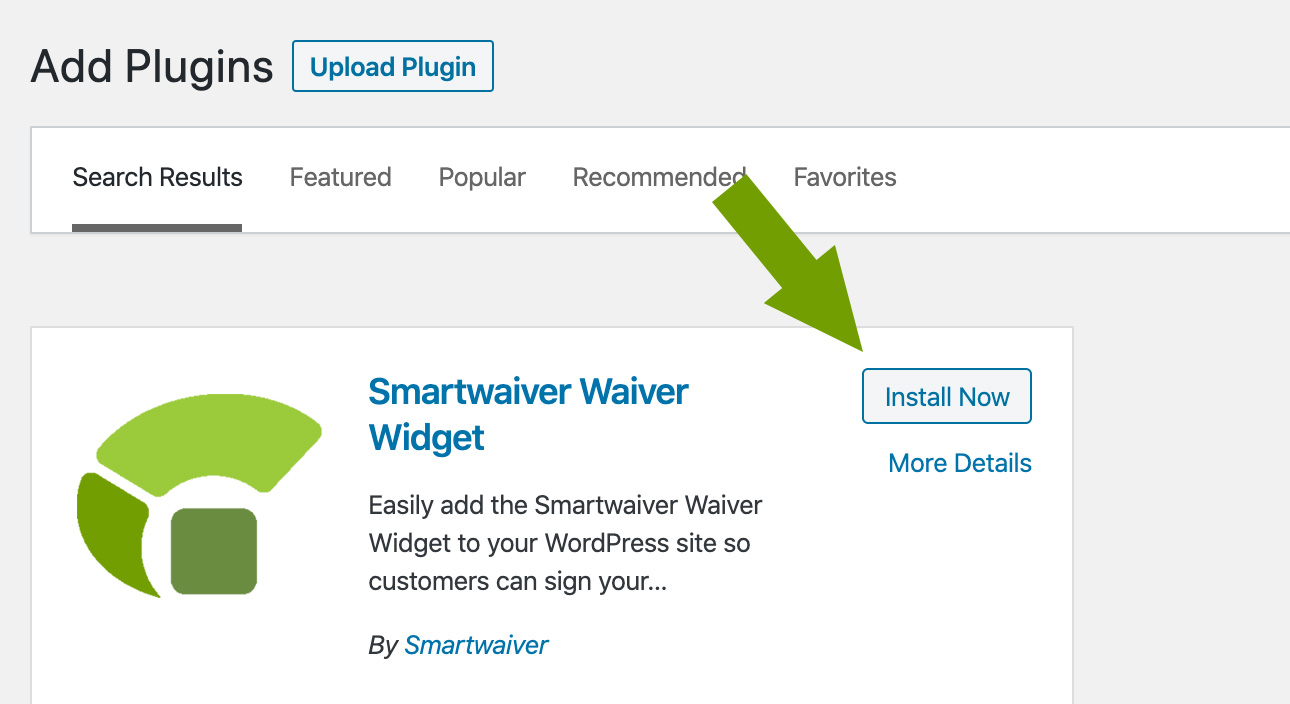 Add Plugins Upload Plugin
Search Results Featured Popular Recommended Favorites
Smartwaiver Waiver
Widget
Install Now
More Details
Easily add the Smartwaiver Waiver
Widget to your WordPress site so
customers can sign your...
By Smartwaiver